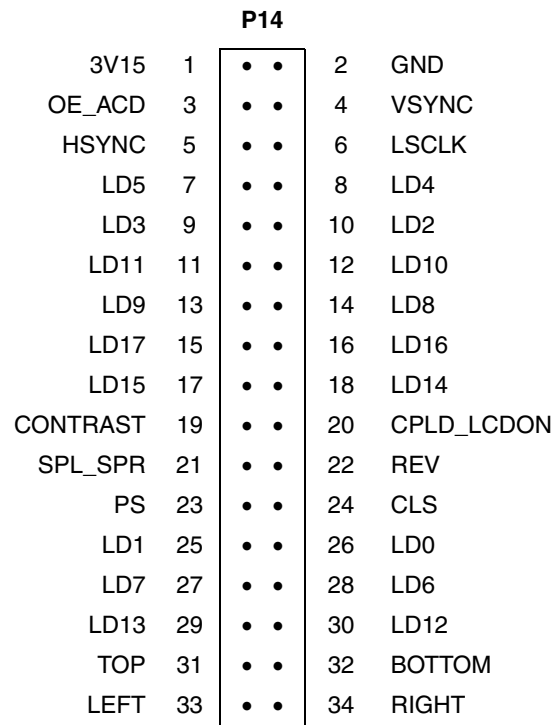 P14
3V15 1 • • 2 GND
OE_ACD 3 • • 4 VSYNC
HSYNC 5 • • 6 LSCLK
LD5 7 • • 8 LD4
LD3 9 • • 10 LD2
LD11 11 • • 12 LD10
LD9 13 • • 14 LD8
LD17 15 • • 16 LD16
LD15 17 • • 18 LD14
CONTRAST 19 • • 20 CPLD_LCDON
SPL_SPR 21 • • 22 REV
PS 23 • • 24 CLS
LD1 25 • • 26 LD0
LD7 27 • • 28 LD6
LD13 29 • • 30 LD12
TOP 31 • • 32 BOTTOM
LEFT 33 • • 34 RIGHT